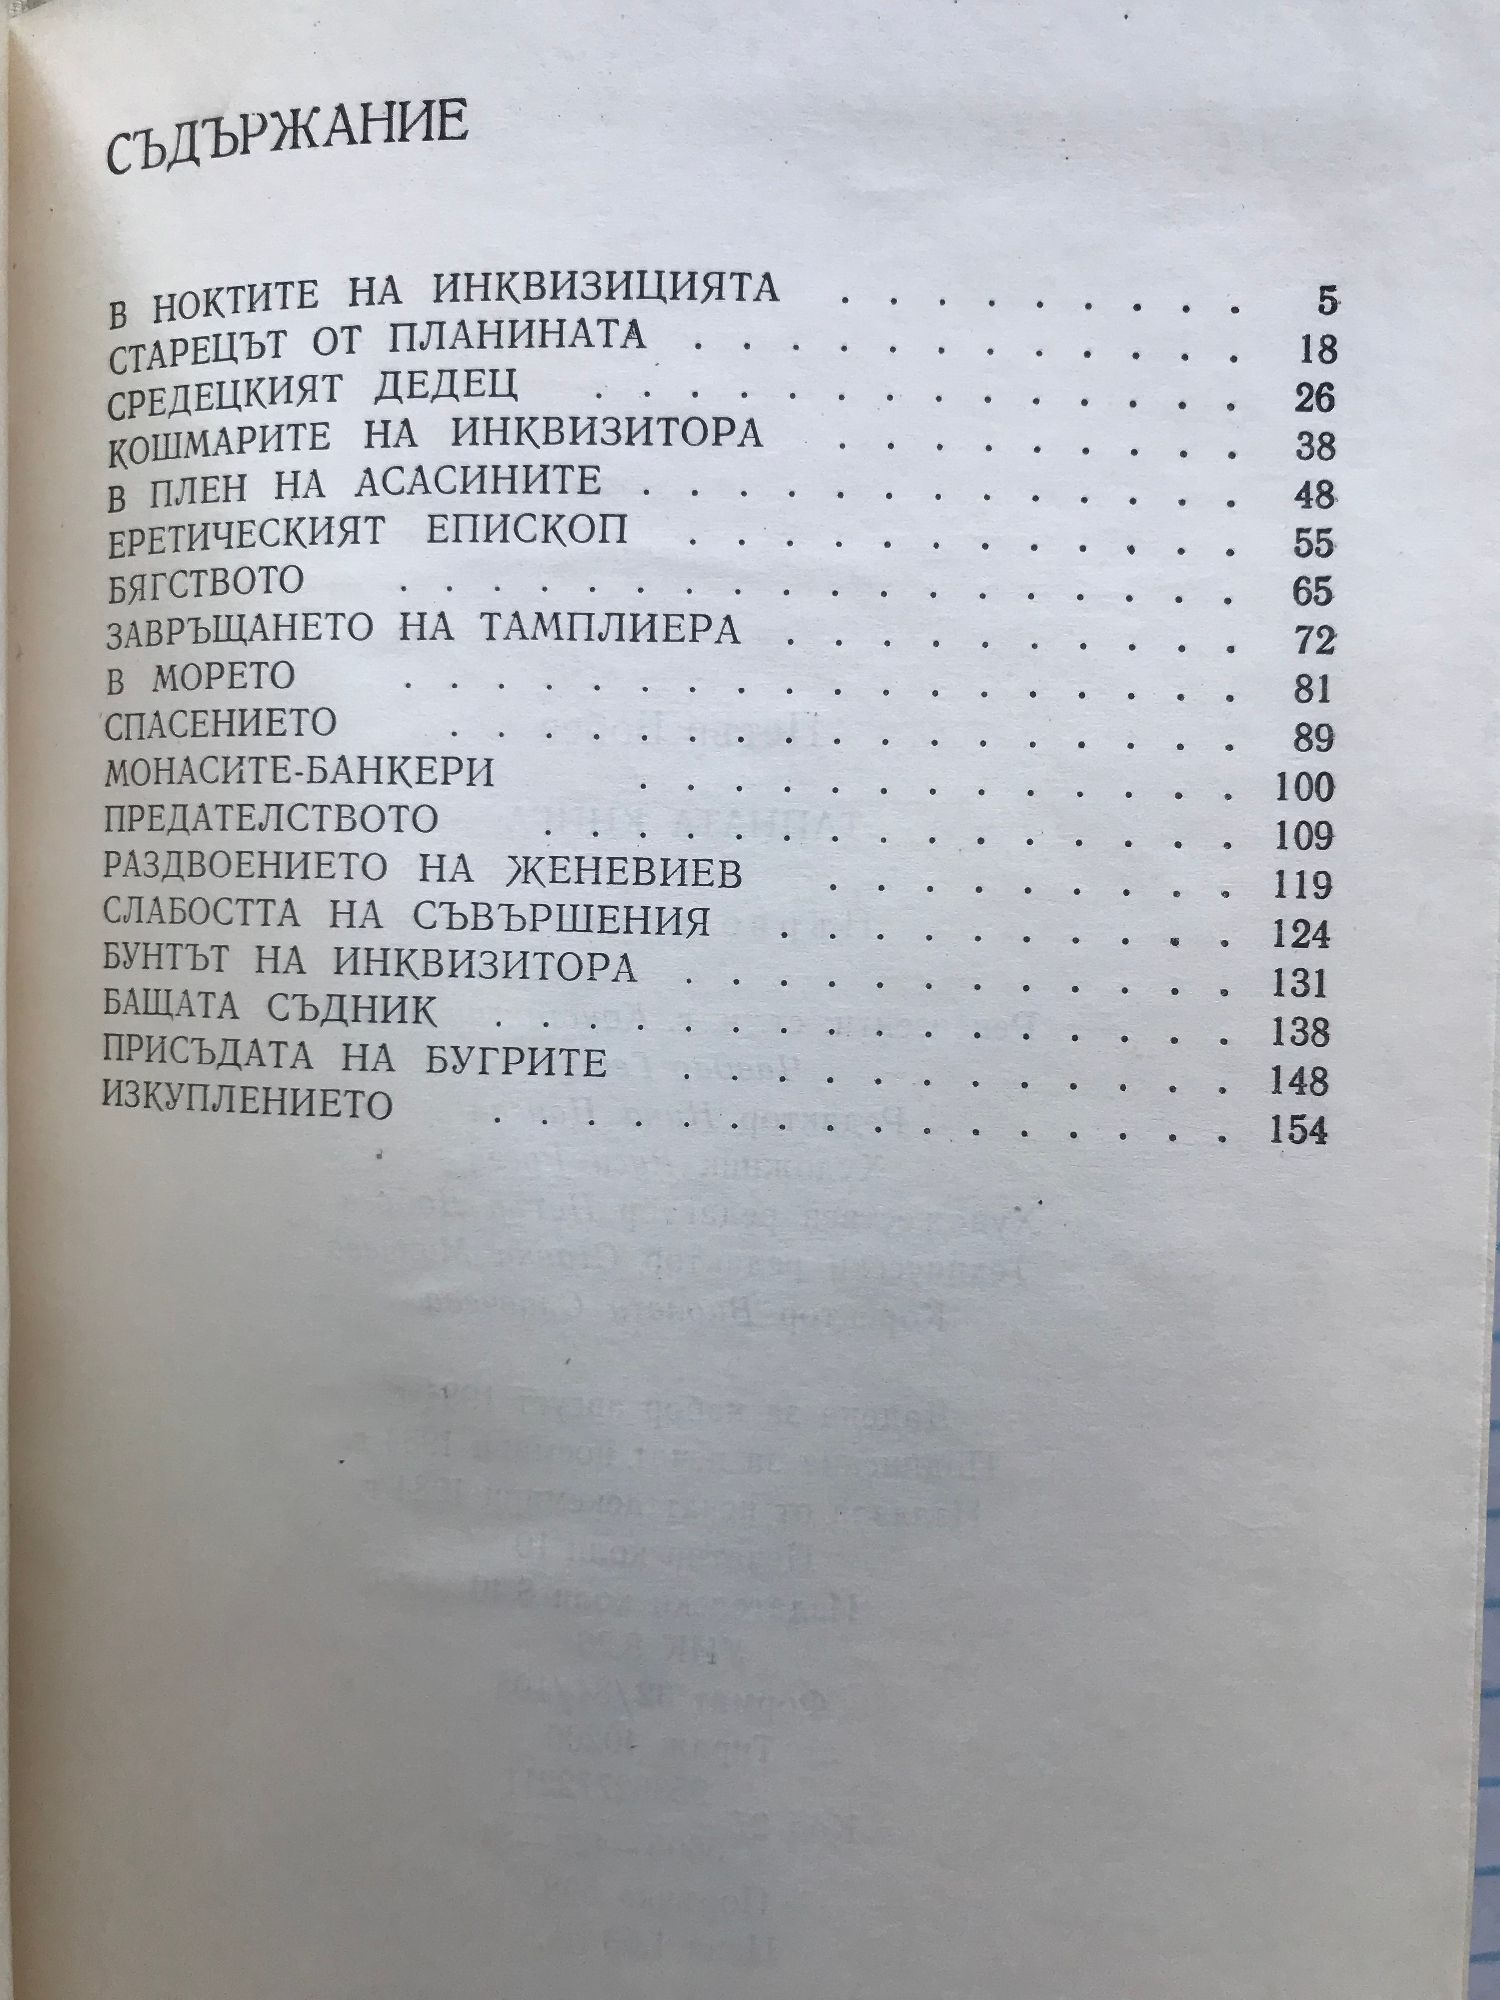 СЪДЪРЖАНИЕ
В НОКТИТЕ НА ИНКВИЗИЦИЯТА . . . . . . . . . 5
СТАРЕЦЪТ ОТ ПЛАНИНАТА . . . . . . . . . . . . 18
СРЕДЕЦКИЯТ ДЕДЕЦ . . . . . . . . . . . . . . 26
КОШМАРИТЕ НА ИНКВИЗИТОРА . . . . . . . . . 38
В ПЛЕН НА АСАСИНИТЕ . . . . . . . . . . . . . 48
ЕРЕТИЧЕСКИЯТ ЕПИСКОП . . . . . . . . . . . . 55
БЯГСТВОТО . . . . . . . . . . . . . . . . . . 65
ЗАВРЪЩАНЕТО НА ТАМПЛИЕРА . . . . . . . . . . 72
В МОРЕТО . . . . . . . . . . . . . . . . . . 81
СПАСЕНИЕТО . . . . . . . . . . . . . . . . . 89
МОНАСИТЕ-БАНКЕРИ . . . . . . . . . . . . . 100
ПРЕДАТЕЛСТВОТО . . . . . . . . . . . . . . . 109
РАЗДВОЕНИЕТО НА ЖЕНЕВИЕВ . . . . . . . . . 119
СЛАБОСТТА НА СЪВЪРШЕНИЯ . . . . . . . . . . 124
БУНТЪТ НА ИНКВИЗИТОРА . . . . . . . . . . . . 131
БАЩАТА СЪДНИК . . . . . . . . . . . . . . . . 138
ПРИСЪДАТА НА БУГРИТЕ . . . . . . . . . . . . 148
ИЗКУПЛЕНИЕТО . . . . . . . . . . . . . . . . 154